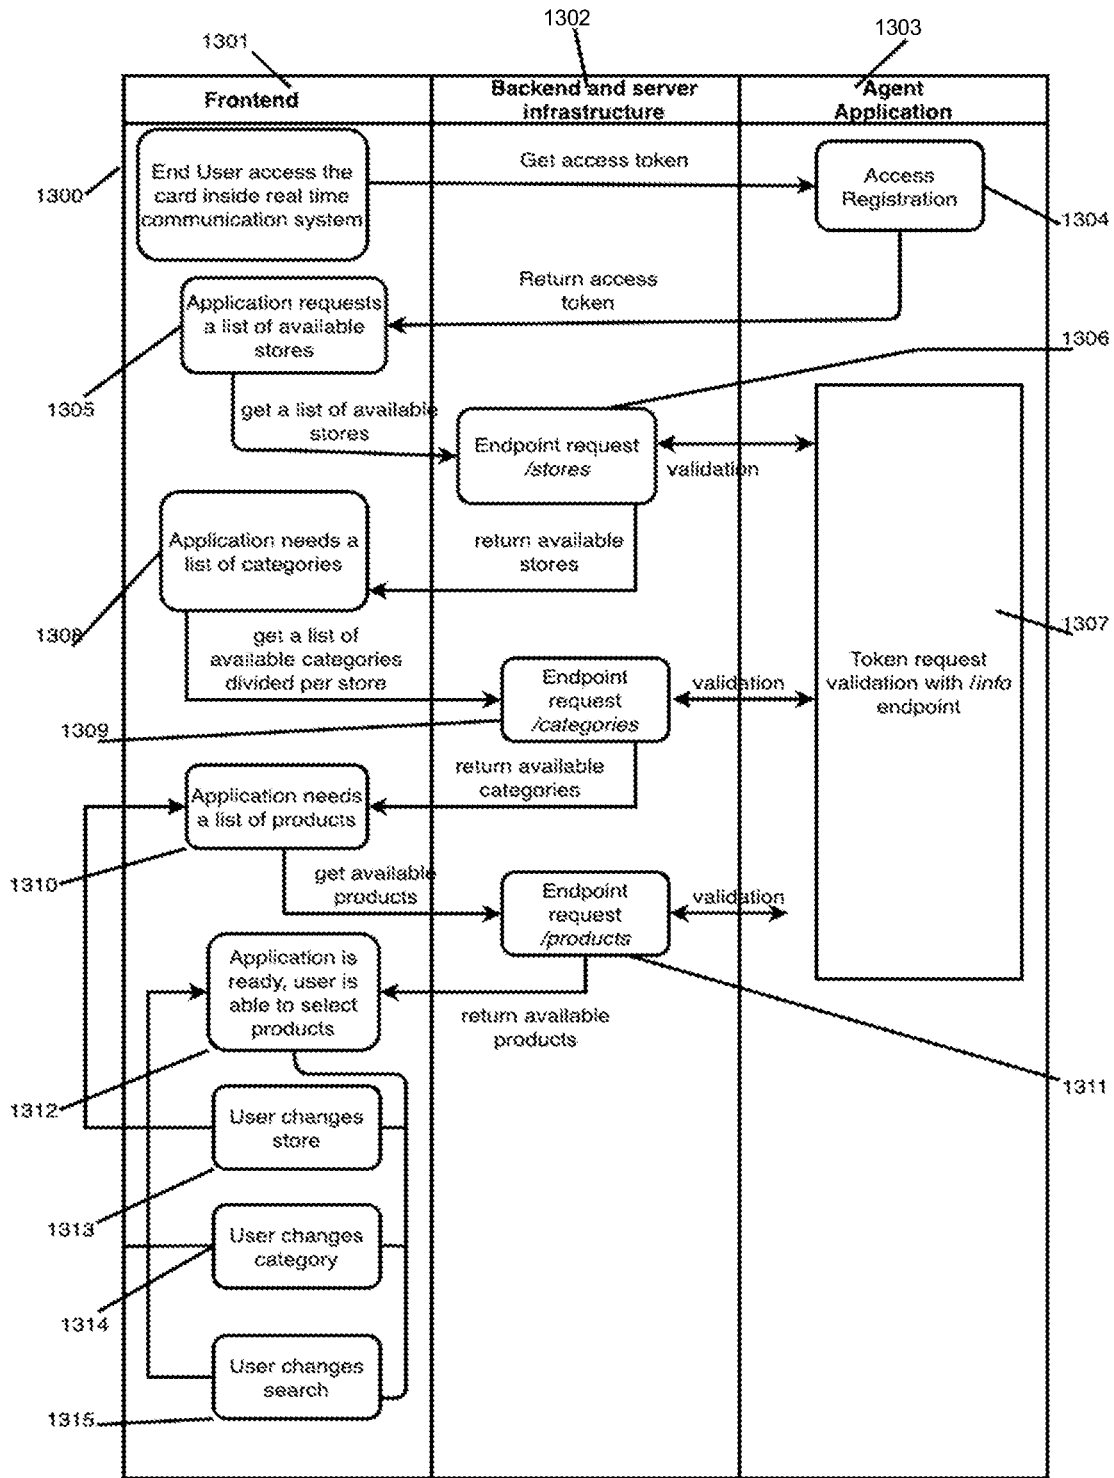 1302
1301
1303
Frontend
Backend and server
infrastructure
Agent
Application
1300
End User access the
card inside real time
communication system
Get access token
Access
Registration
1304
Return access
token
Application requests
a list of available
stores
1305
1306
get a list of available
stores
Endpoint request
/stores
validation
Application needs a
list of categories
return available
stores
1308
1307
get a list of
available categories
divided per store
Endpoint
request
/categories
validation
Token request
validation with /info
endpoint
1309
return available
categories
Application needs
a list of products
1310
get available
products
Endpoint
request
/products
validation
Application is
ready, user is
able to select
products
return available
products
1311
1312
User changes
store
1313
User changes
category
1314
User changes
search
1315